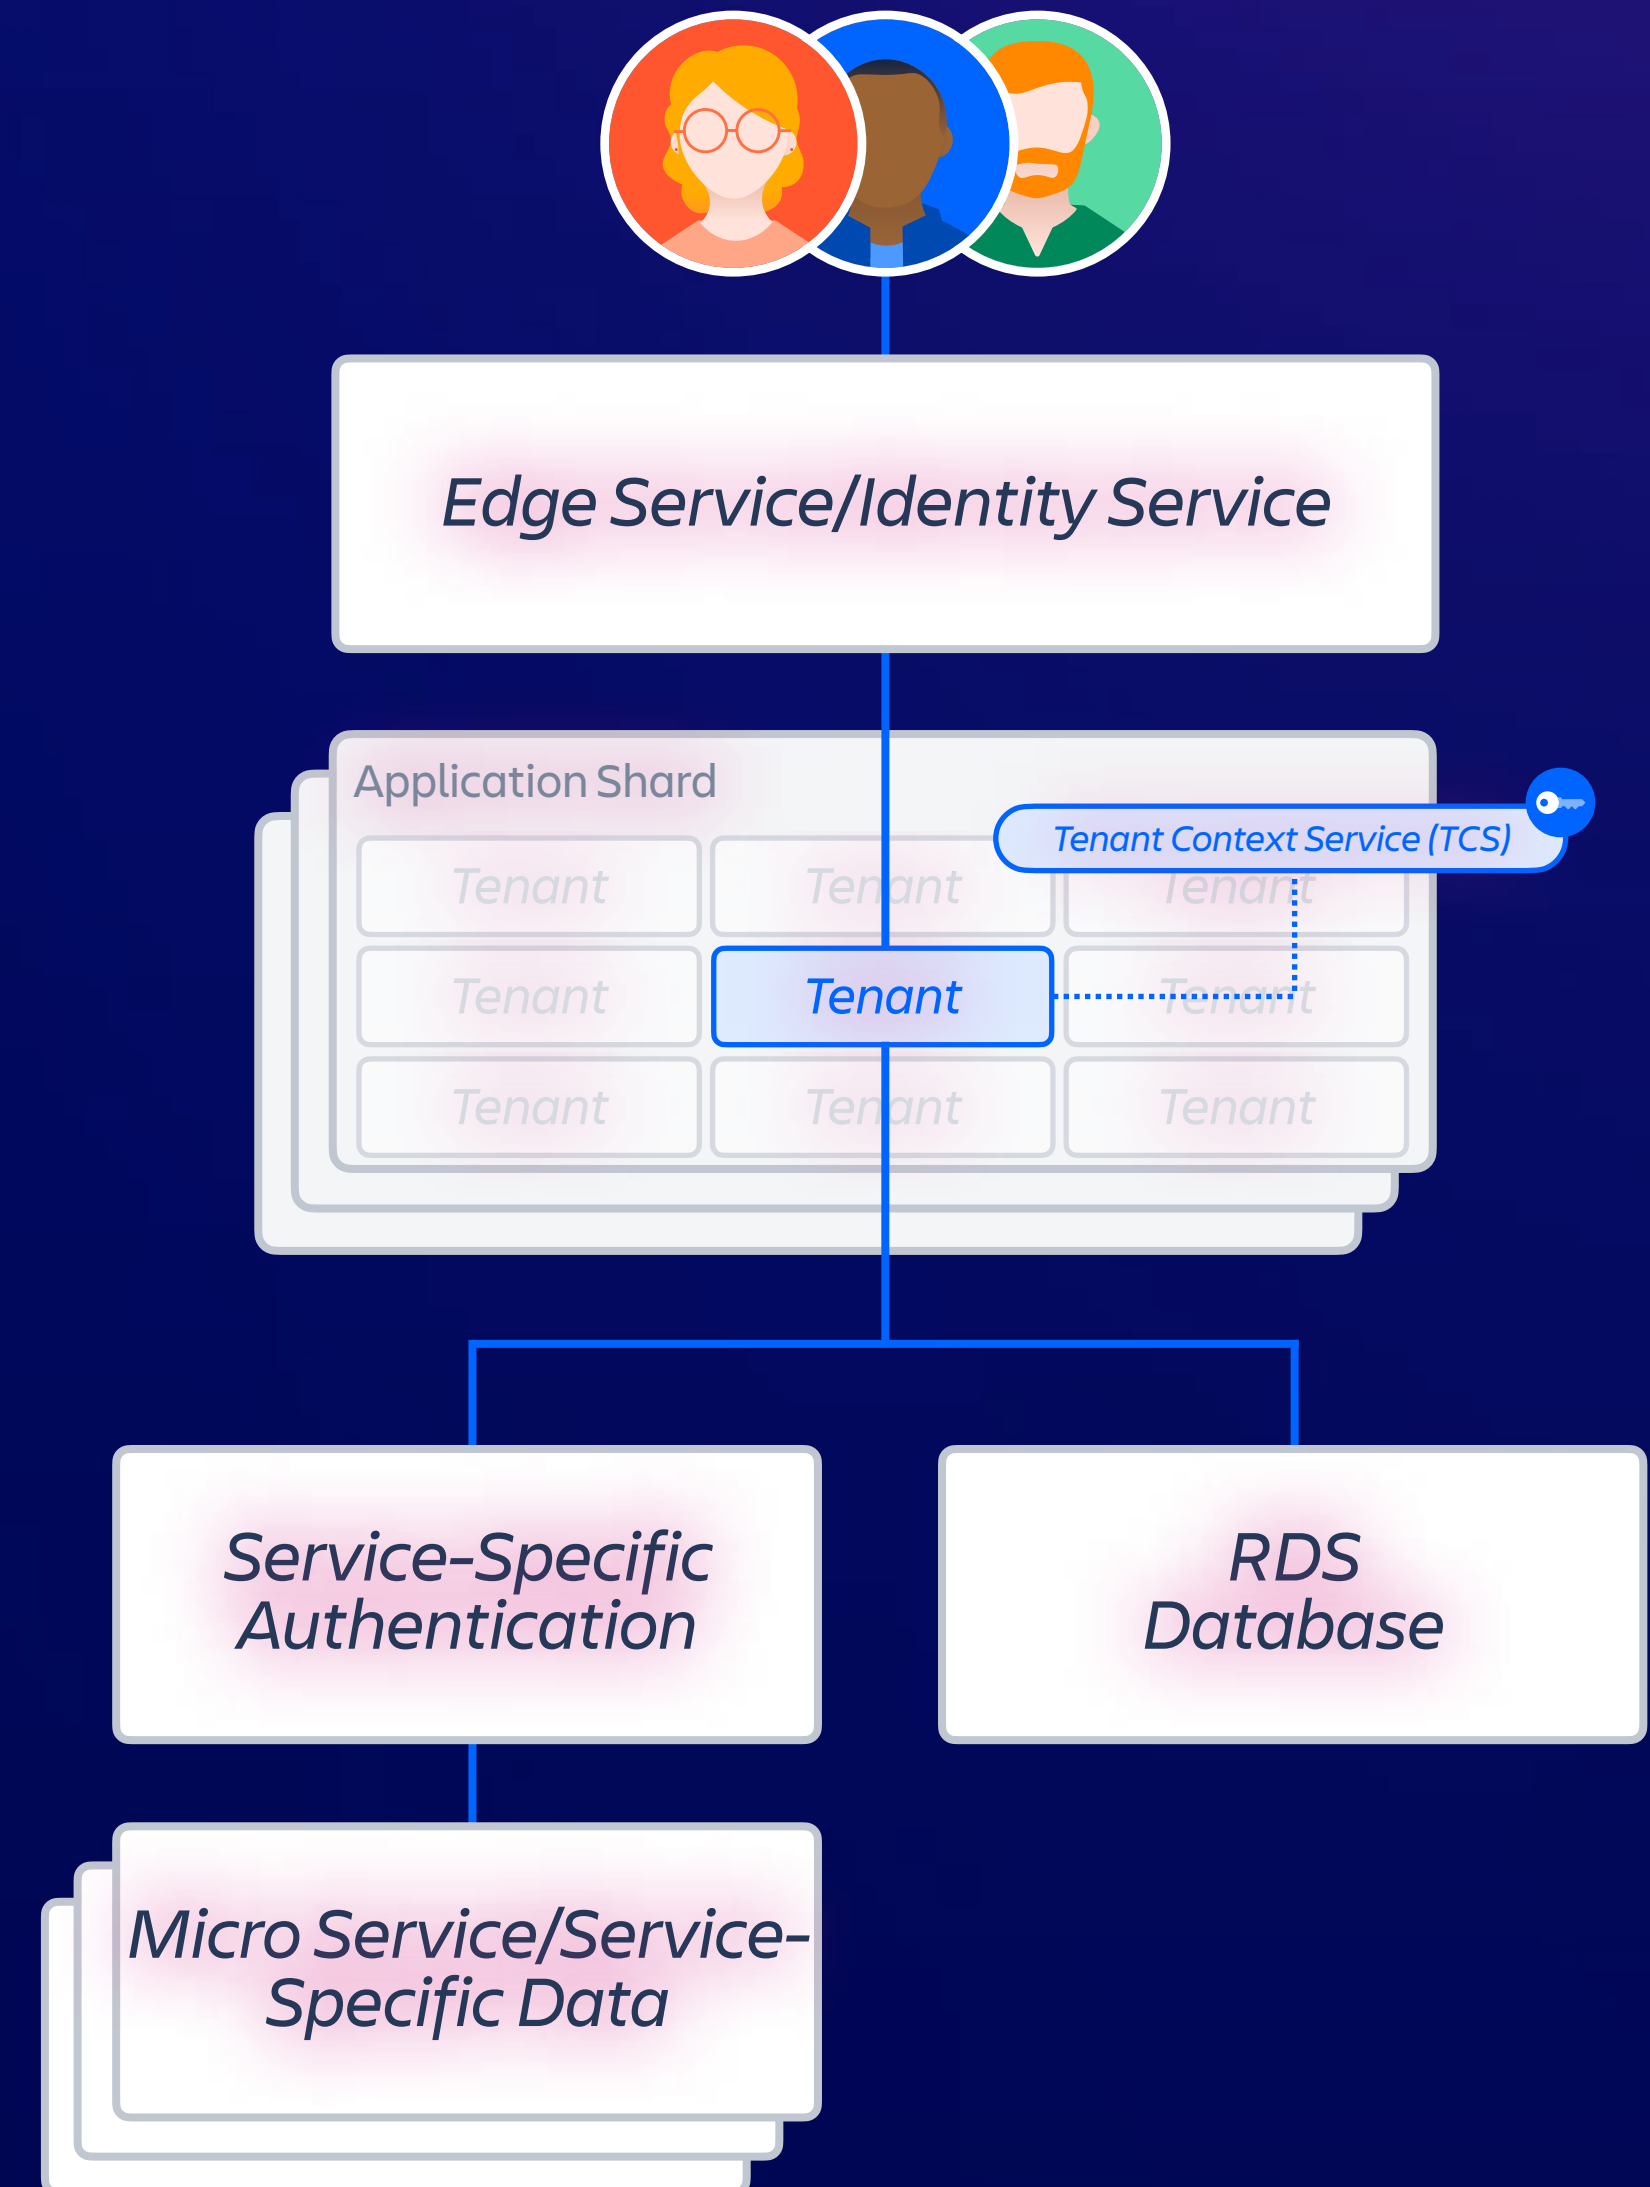 Edge Service/Identity Service
Application Shard
Tenant Context Service (TCS)
Tenant Tenant Tenant
Tenant Tenant Tenant
Tenant Tenant Tenant
Service-Specific
Authentication
RDS
Database
Micro Service/Service-
Specific Data